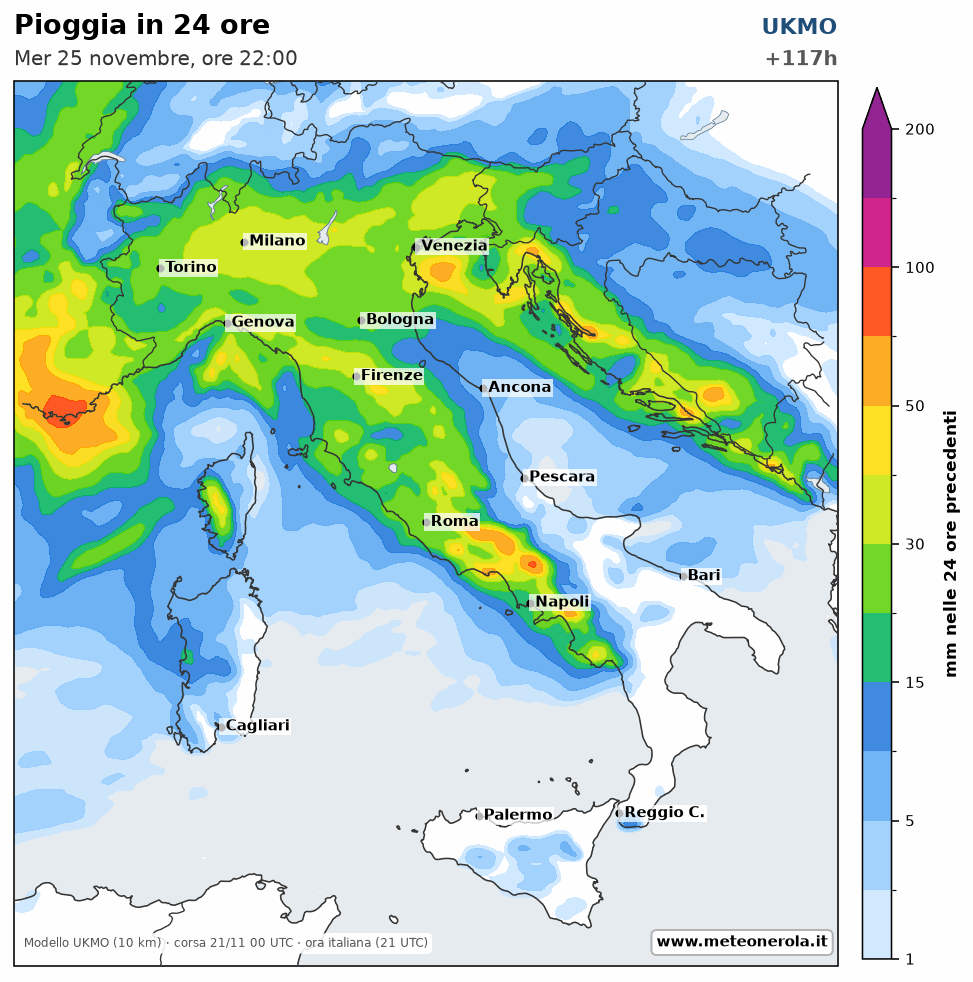 Pioggia in 24 ore
UKMO
Mer 25 novembre, ore 22:00
+117h
Milano
Venezia
Torino
Genova
Bologna
Firenze
Ancona
Pescara
Roma
Bari
Napoli
Cagliari
Palermo
Reggio C.
200
100
50
30
15
5
1
mm nelle 24 ore precedenti
Modello UKMO (10 km) · corsa 21/11 00 UTC · ora italiana (21 UTC)
www.meteonerola.it